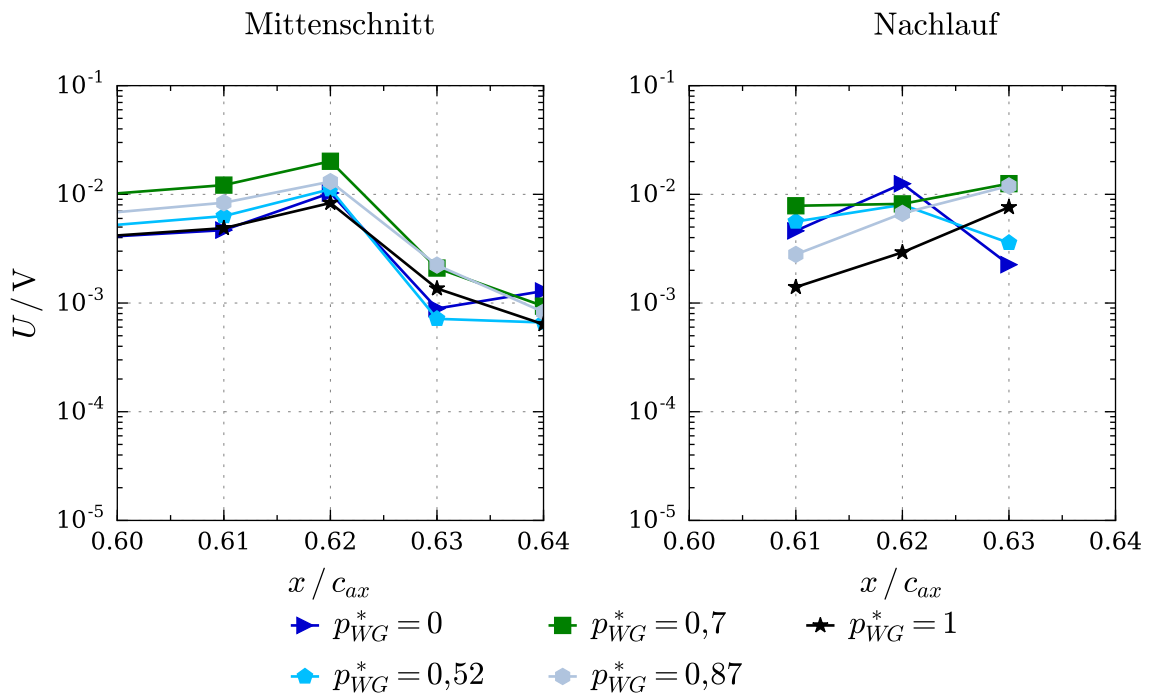 Mittenschnitt
Nachlauf
U / V
10⁻¹
10⁻²
10⁻³
10⁻⁴
10⁻⁵
0.60 0.61 0.62 0.63 0.64
x / c_ax
10⁻¹
10⁻²
10⁻³
10⁻⁴
10⁻⁵
0.60 0.61 0.62 0.63 0.64
x / c_ax
p*_WG = 0
p*_WG = 0,7
p*_WG = 1
p*_WG = 0,52
p*_WG = 0,87